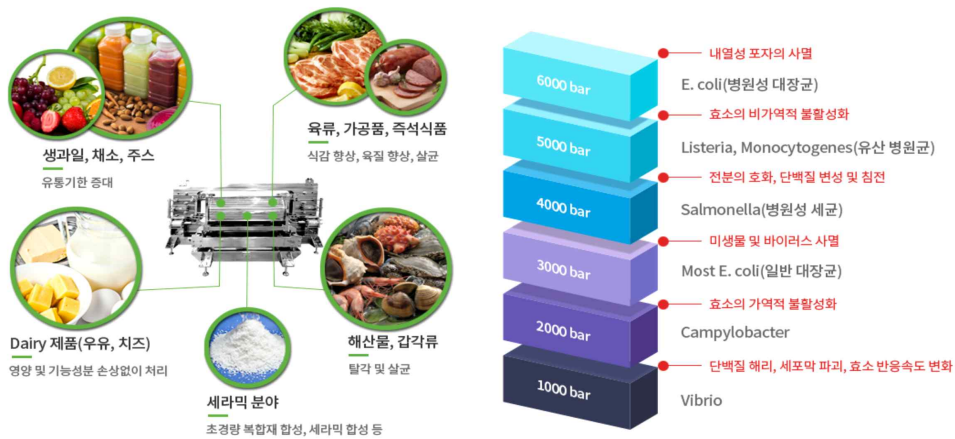 생과일, 채소, 주스
유통기한 증대
육류, 가공품, 즉석식품
식감 향상, 육질 향상, 살균
Dairy 제품(우유, 치즈)
영양 및 기능성분 손상없이 처리
세라믹 분야
초경량 복합재 합성, 세라믹 합성 등
해산물, 갑각류
탈각 및 살균
내열성 포자의 사멸
6000 bar
E. coli(병원성 대장균)
효소의 비가역적 불활성화
5000 bar
Listeria, Monocytogenes(유산 병원균)
전분의 호화, 단백질 변성 및 침전
4000 bar
Salmonella(병원성 세균)
미생물 및 바이러스 사멸
3000 bar
Most E. coli(일반 대장균)
효소의 가역적 불활성화
2000 bar
Campylobacter
단백질 해리, 세포막 파괴, 효소 반응속도 변화
1000 bar
Vibrio